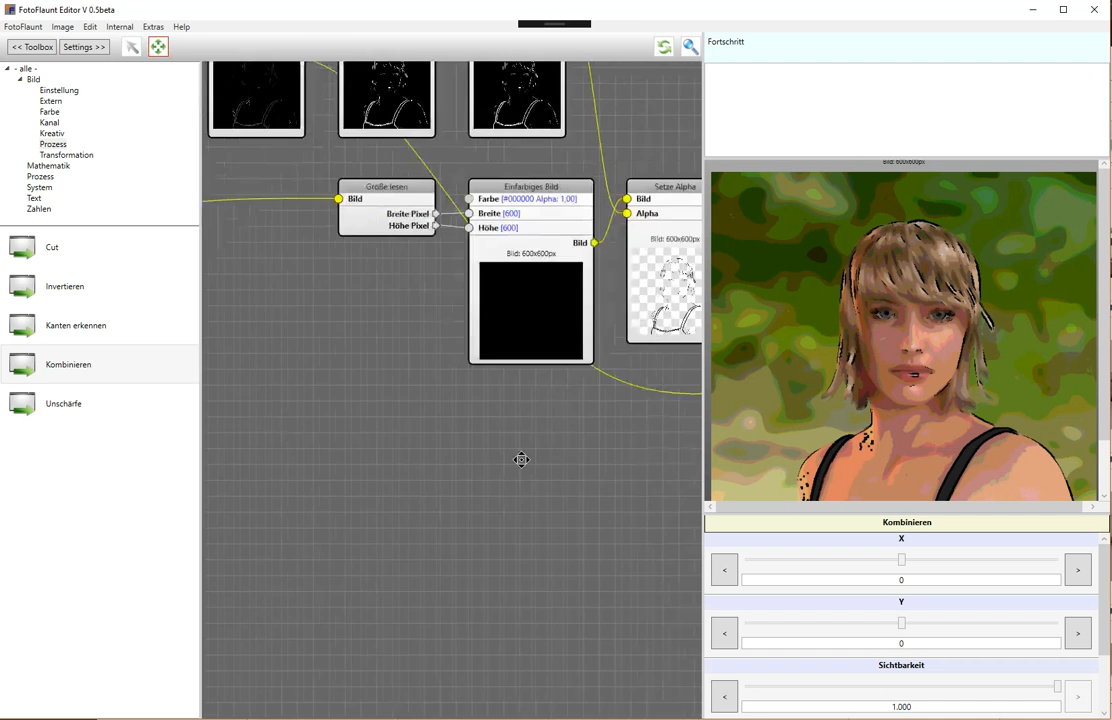 FotoFlaunt Editor V 0.5beta
FotoFlaunt Image Edit Internal Extras Help
<< Toolbox Settings >>
Fortschritt
- alle -
Bild
Einstellung
Extern
Farbe
Kanal
Kreativ
Prozess
Transformation
Mathematik
Prozess
System
Text
Zahlen
Cut
Invertieren
Kanten erkennen
Kombinieren
Unschärfe
Größe lesen
Bild
Breite Pixel
Höhe Pixel
Einfarbiges Bild
Farbe [#000000 Alpha: 1,00]
Breite [600]
Höhe [600]
Bild
Bild: 600x600px
Setze Alpha
Bild
Alpha
Bild: 600x600px
Bild: 600x600px
Kombinieren
X
< >
0
Y
< >
0
Sichtbarkeit
< >
1.000